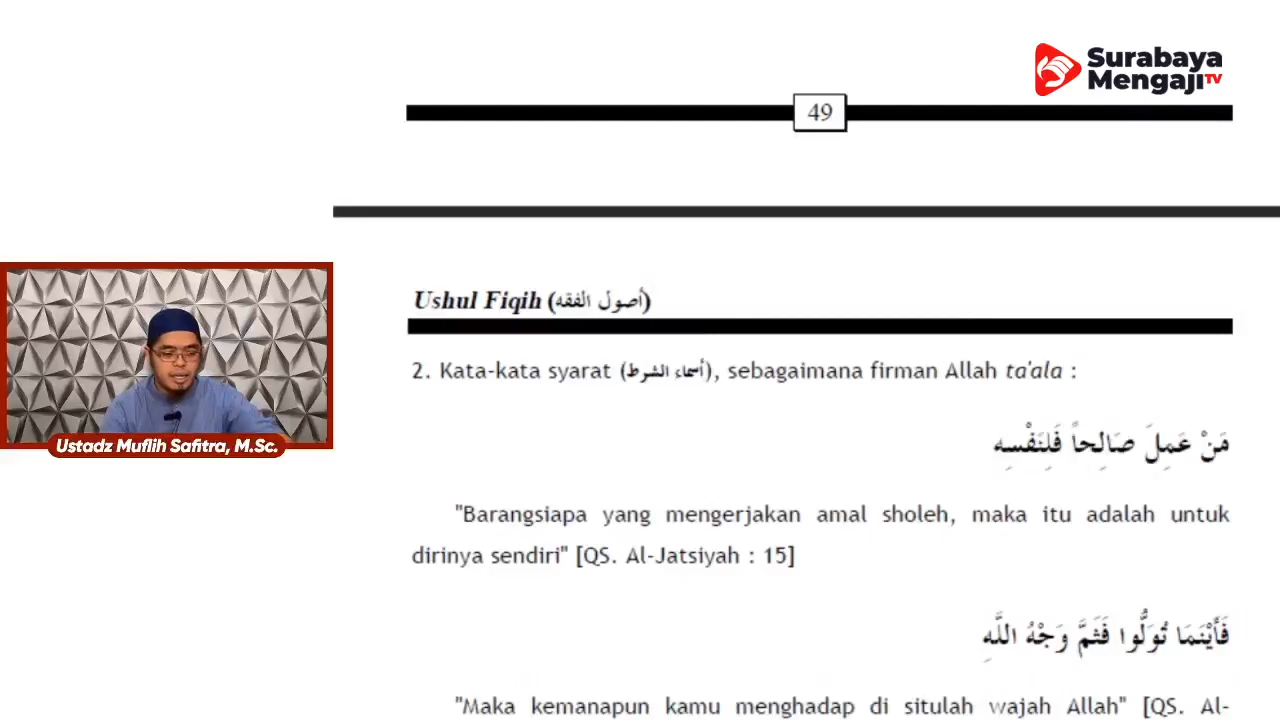 Surabaya
MengajiTV
49
Ushul Fiqih (أصول الفقه)
2. Kata-kata syarat (أسماء الشرط), sebagaimana firman Allah ta'ala :
مَنْ عَمِلَ صَالِحاً فَلِنَفْسِهِ
"Barangsiapa yang mengerjakan amal sholeh, maka itu adalah untuk
dirinya sendiri" [QS. Al-Jatsiyah : 15]
فَأَيْنَمَا تُوَلُّوا فَثَمَّ وَجْهُ اللَّهِ
"Maka kemanapun kamu menghadap di situlah wajah Allah" [QS. Al-
Ustadz Muflih Safitra, M.Sc.